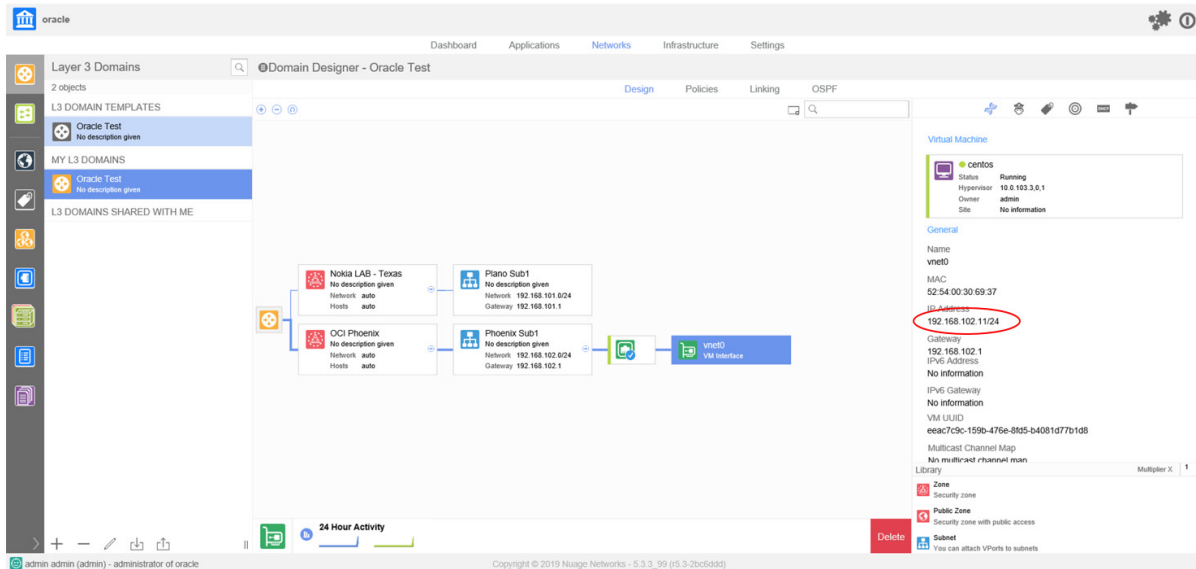 oracle
Dashboard Applications Networks Infrastructure Settings
Layer 3 Domains
2 objects
L3 DOMAIN TEMPLATES
Oracle Test
No description given
MY L3 DOMAINS
Oracle Test
No description given
L3 DOMAINS SHARED WITH ME
Domain Designer - Oracle Test
Design Policies Linking OSPF
Nokia LAB - Texas
No description given
Network auto
Hosts auto
Plano Sub1
No description given
Network 192.168.101.0/24
Gateway 192.168.101.1
OCI Phoenix
No description given
Network auto
Hosts auto
Phoenix Sub1
No description given
Network 192.168.102.0/24
Gateway 192.168.102.1
vnet0
VM Interface
Virtual Machine
centos
Status Running
Hypervisor 10.0.103.3,0,1
Owner admin
Site No information
General
Name
vnet0
MAC
52:54:00:30:69:37
IP Address
192.168.102.11/24
Gateway
192.168.102.1
IPv6 Address
No information
IPv6 Gateway
No information
VM UUID
eeac7c9c-159b-476e-8fd5-b4081d77b1d8
Multicast Channel Map
No multicast channel map
Library Multiplier X 1
Zone
Security zone
Public Zone
Security zone with public access
Subnet
You can attach VPorts to subnets
24 Hour Activity
Delete
admin admin (admin) - administrator of oracle
Copyright © 2019 Nuage Networks - 5.3.3_99 (r5.3-2bc6ddd)